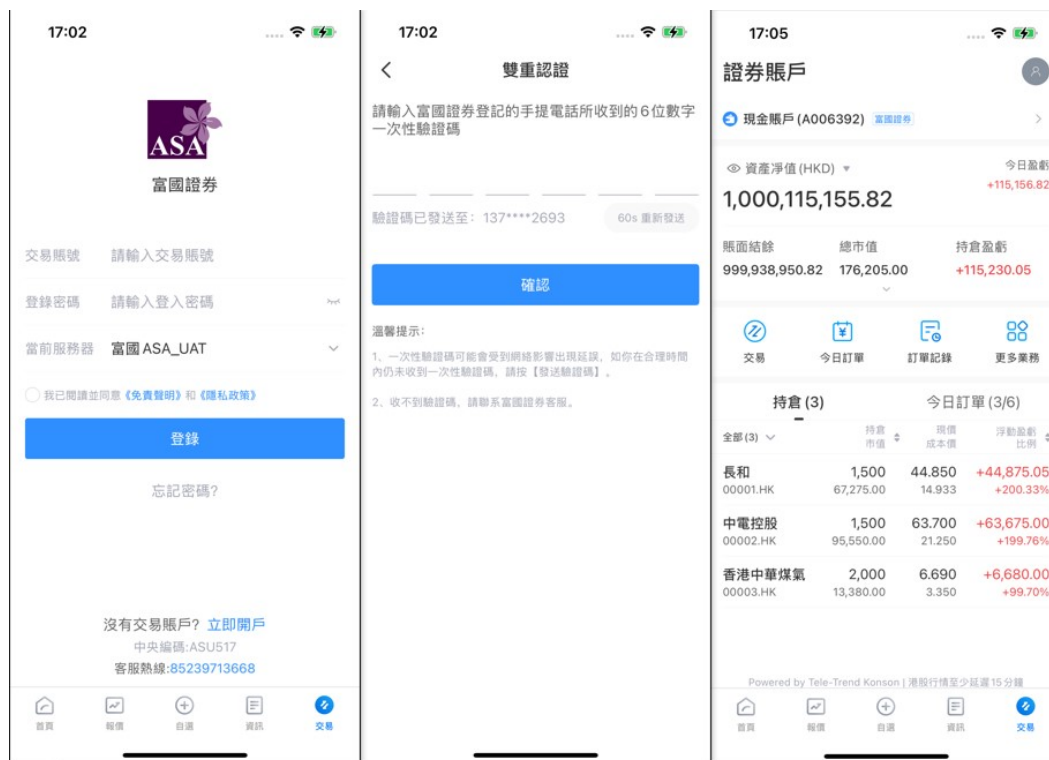 17:02
ASA
富國證券
交易賬號 請輸入交易賬號
登錄密碼 請輸入登入密碼
當前服務器 富國 ASA_UAT
我已閱讀並同意《免責聲明》和《隱私政策》
登錄
忘記密碼?
沒有交易賬戶? 立即開戶
中央編碼:ASU517
客服熱線:85239713668
首頁 報價 自選 資訊 交易
17:02
雙重認證
請輸入富國證券登記的手提電話所收到的6位數字
一次性驗證碼
驗證碼已發送至: 137****2693 60s 重新發送
確認
溫馨提示:
1、一次性驗證碼可能會受到網絡影響出現延誤, 如你在合理時間
內仍未收到一次性驗證碼, 請按【發送驗證碼】。
2、收不到驗證碼, 請聯系富國證券客服。
17:05
證券賬戶
現金賬戶 (A006392) 富國證券
資產淨值 (HKD) 今日盈虧
1,000,115,155.82 +115,156.82
賬面結餘 總市值 持倉盈虧
999,938,950.82 176,205.00 +115,230.05
交易 今日訂單 訂單記錄 更多業務
持倉 (3) 今日訂單 (3/6)
全部 (3) 持倉 現價 浮動盈虧
市值 成本價 比例
長和 1,500 44.850 +44,875.05
00001.HK 67,275.00 14.933 +200.33%
中電控股 1,500 63.700 +63,675.00
00002.HK 95,550.00 21.250 +199.76%
香港中華煤氣 2,000 6.690 +6,680.00
00003.HK 13,380.00 3.350 +99.70%
Powered by Tele-Trend Konson | 港股行情至少延遲15分鐘
首頁 報價 自選 資訊 交易